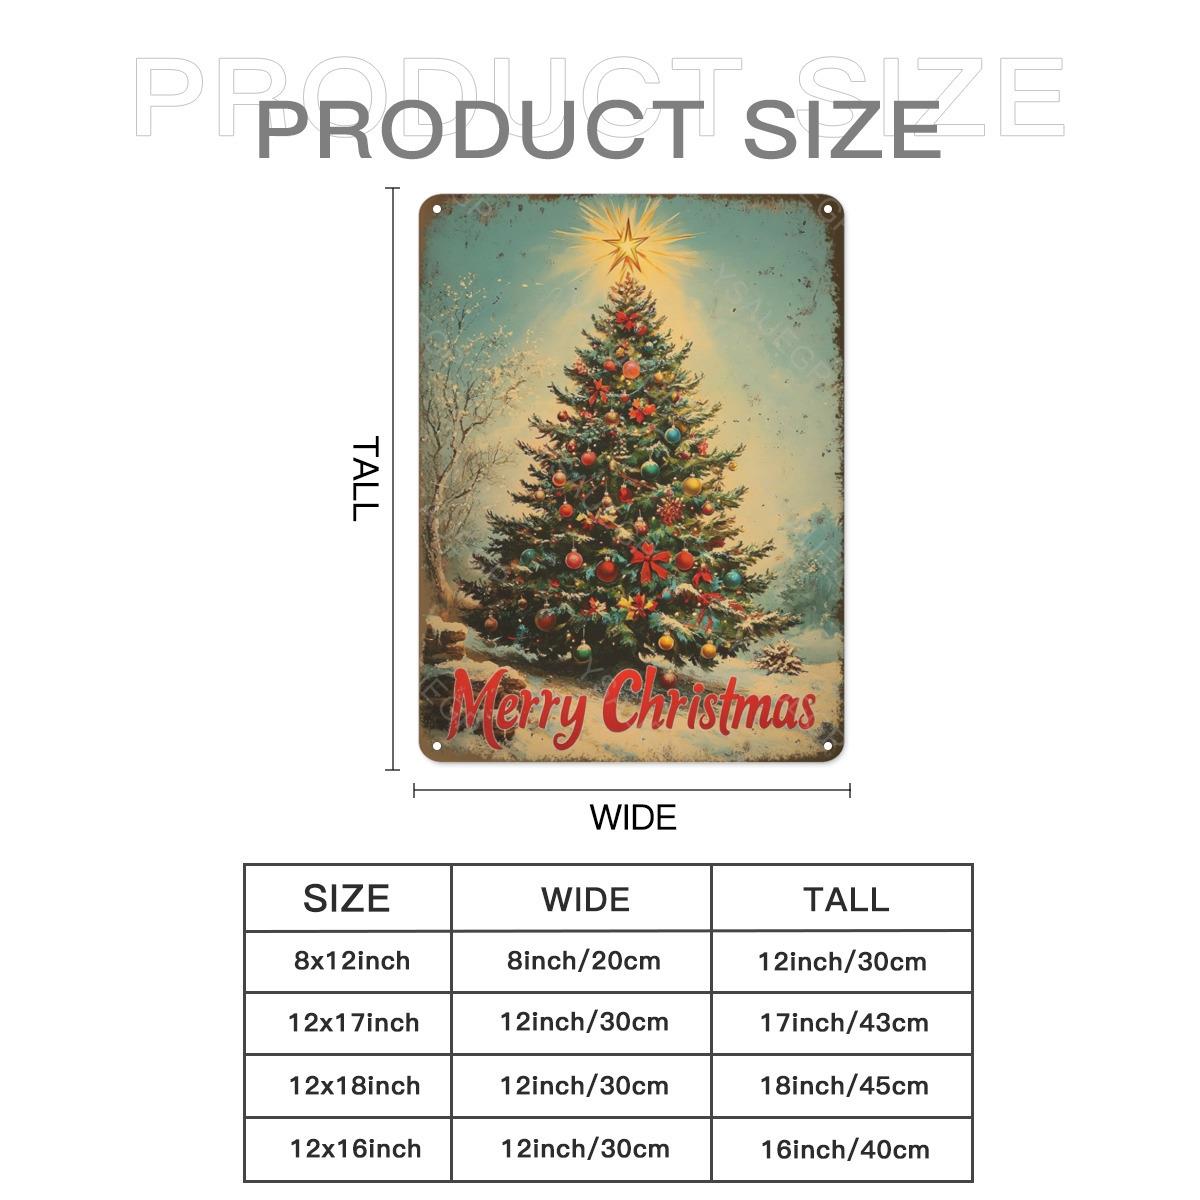 PRODUCT SIZE
PRODUCT SIZE
TALL
YSAUEGP
Merry Christmas
WIDE
SIZE WIDE TALL
8x12inch 8inch/20cm 12inch/30cm
12x17inch 12inch/30cm 17inch/43cm
12x18inch 12inch/30cm 18inch/45cm
12x16inch 12inch/30cm 16inch/40cm